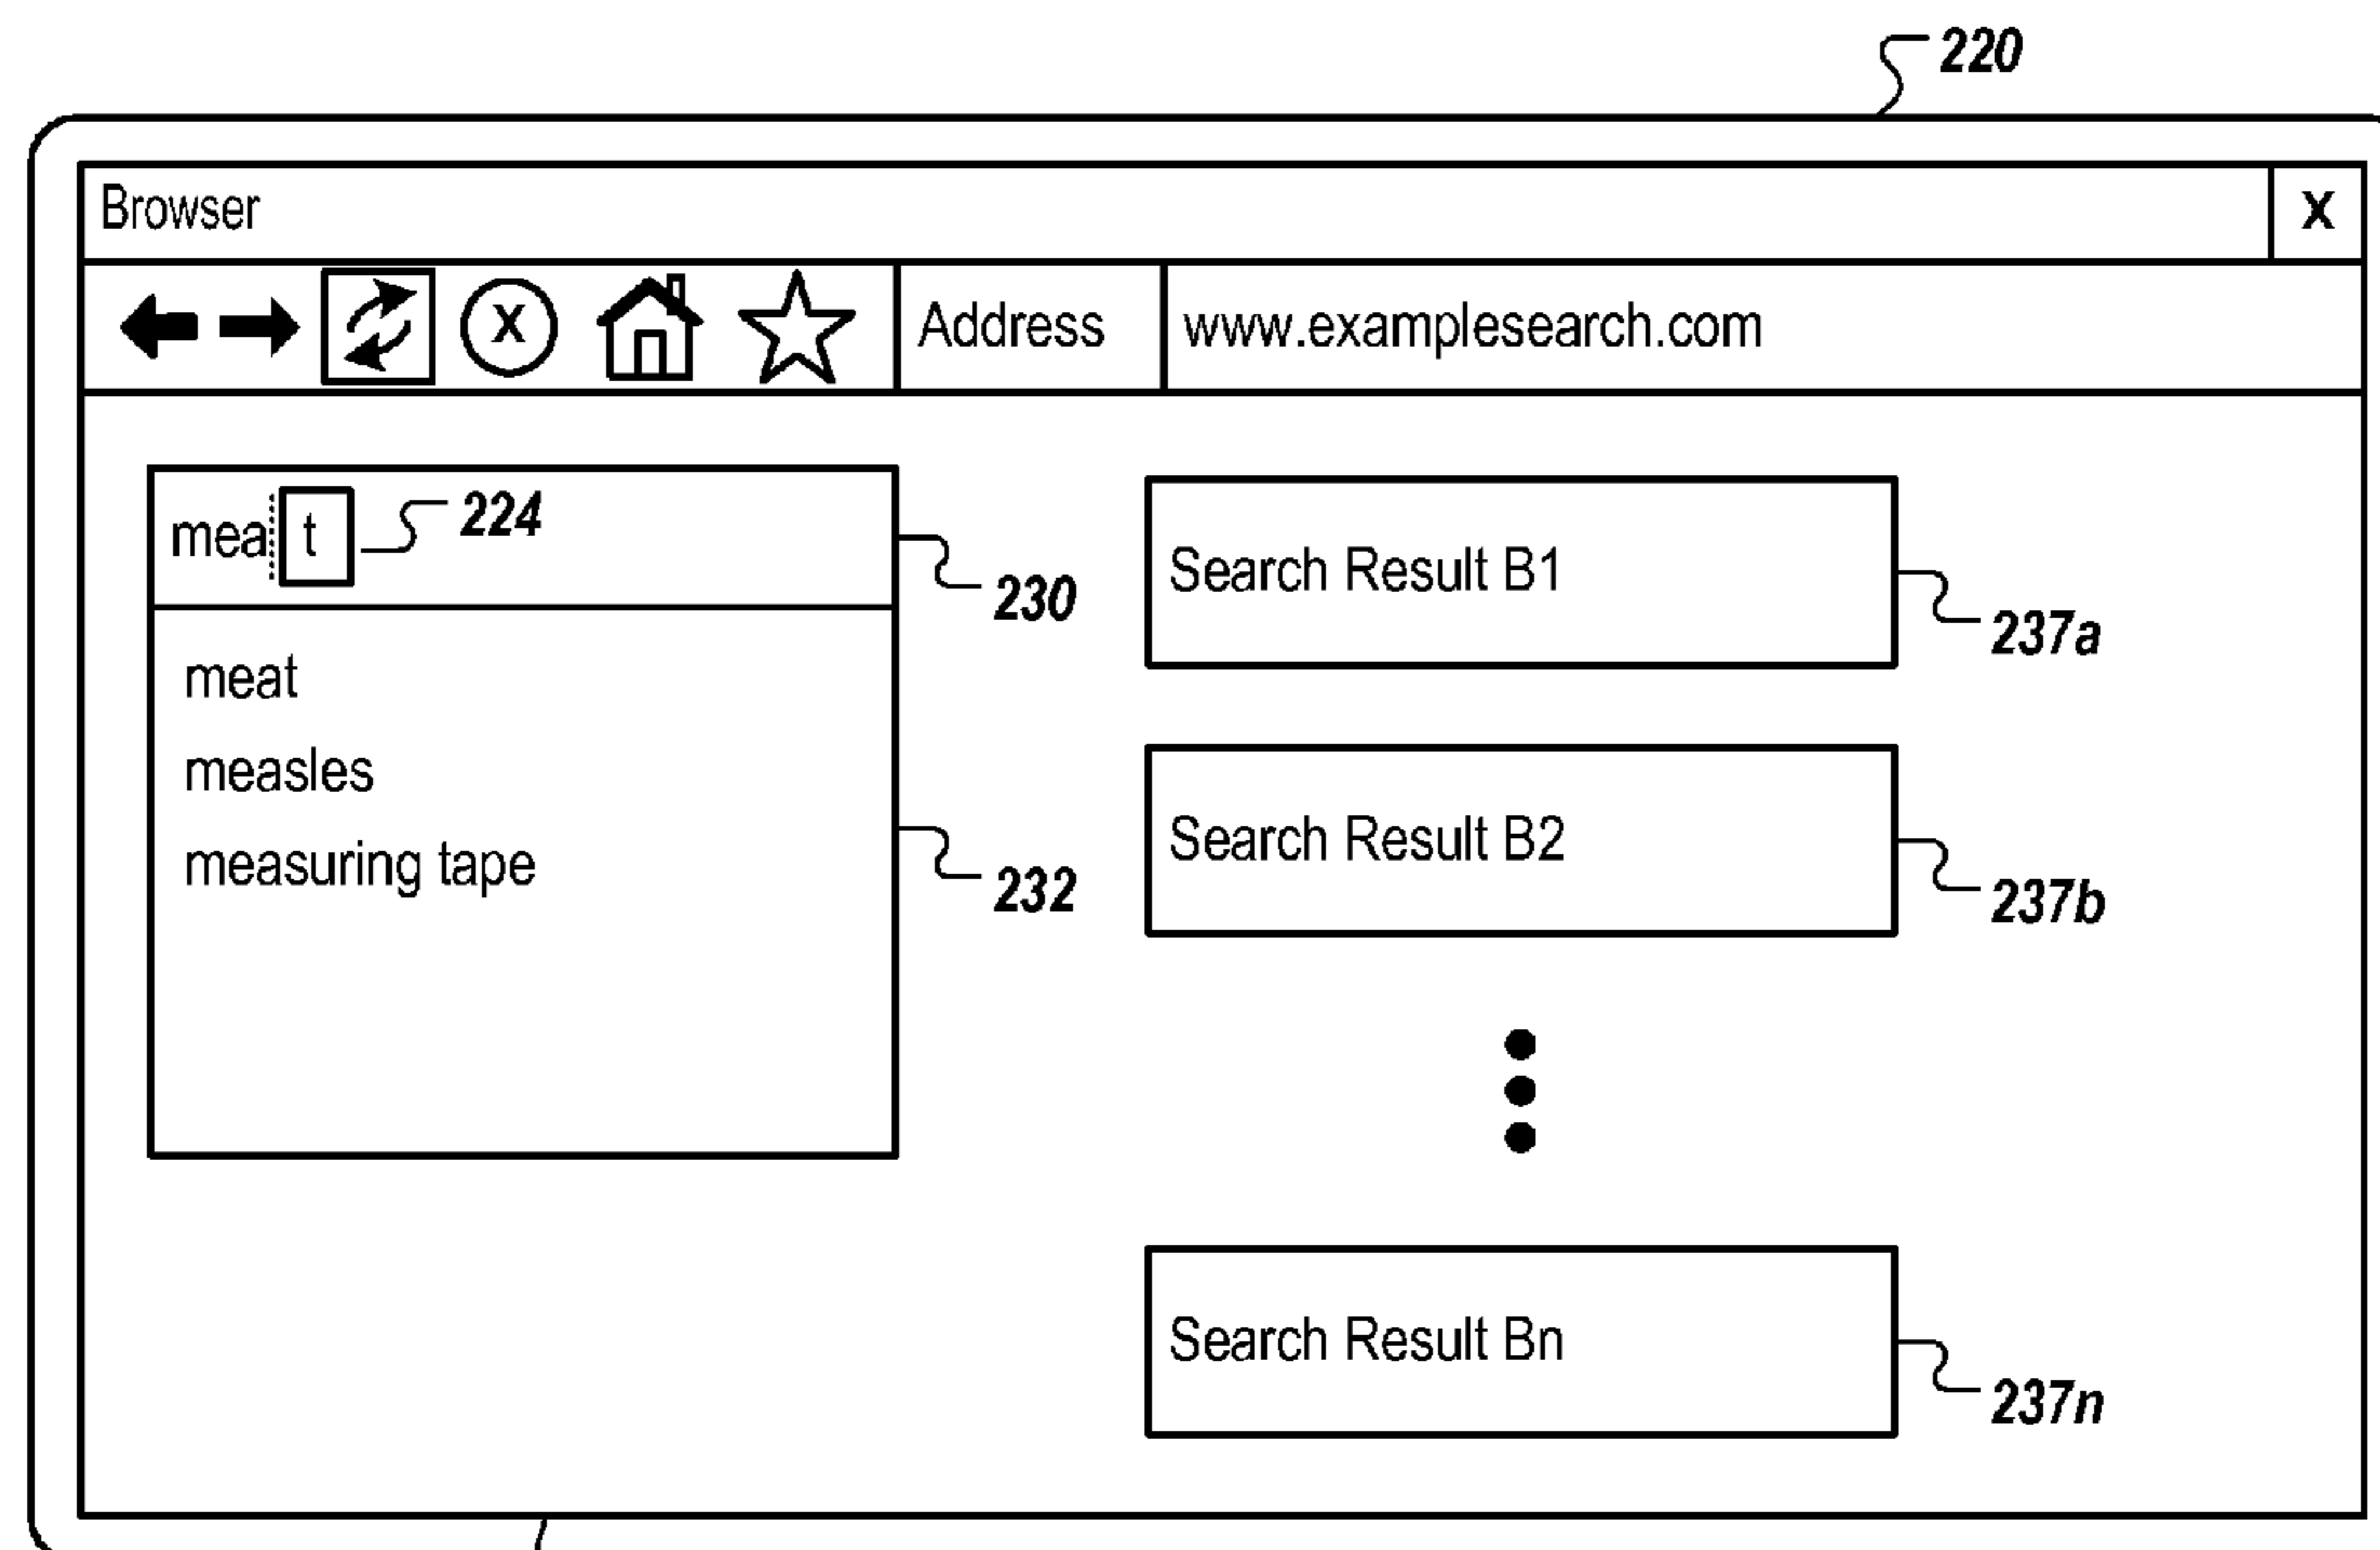 220
Browser X
X Address www.examplesearch.com
mea t 224
230
meat
measles
measuring tape
232
Search Result B1
237a
Search Result B2
237b
Search Result Bn
237n